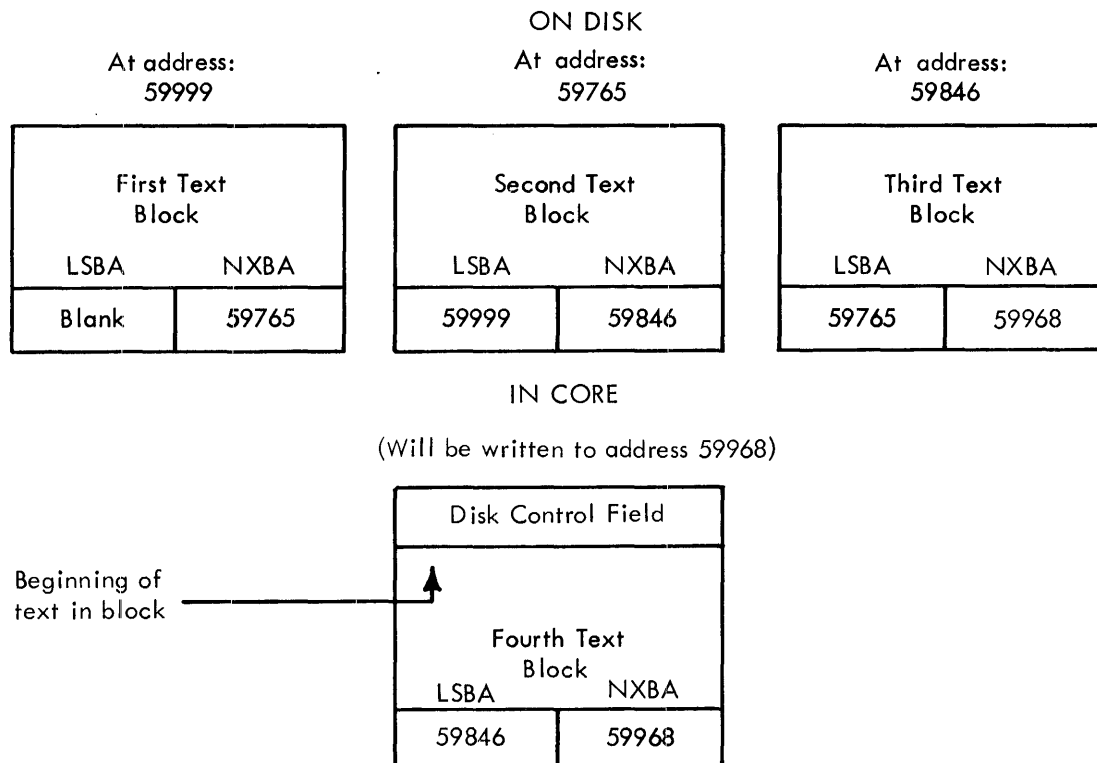 ON DISK
At address:
59999
At address:
59765
At address:
59846
First Text
Block
LSBA NXBA
Blank 59765
Second Text
Block
LSBA NXBA
59999 59846
Third Text
Block
LSBA NXBA
59765 59968
IN CORE
(Will be written to address 59968)
Disk Control Field
Beginning of
text in block
Fourth Text
Block
LSBA NXBA
59846 59968